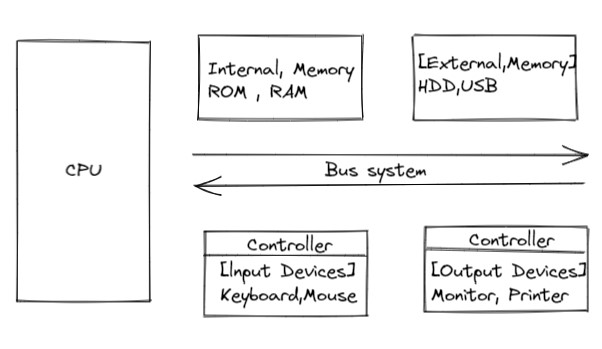 Internal, Memory
ROM , RAM
[External,Memory]
HDD,USB
CPU
Bus system
Controller
[Input Devices]
Keyboard,Mouse
Controller
[Output Devices]
Monitor, Printer